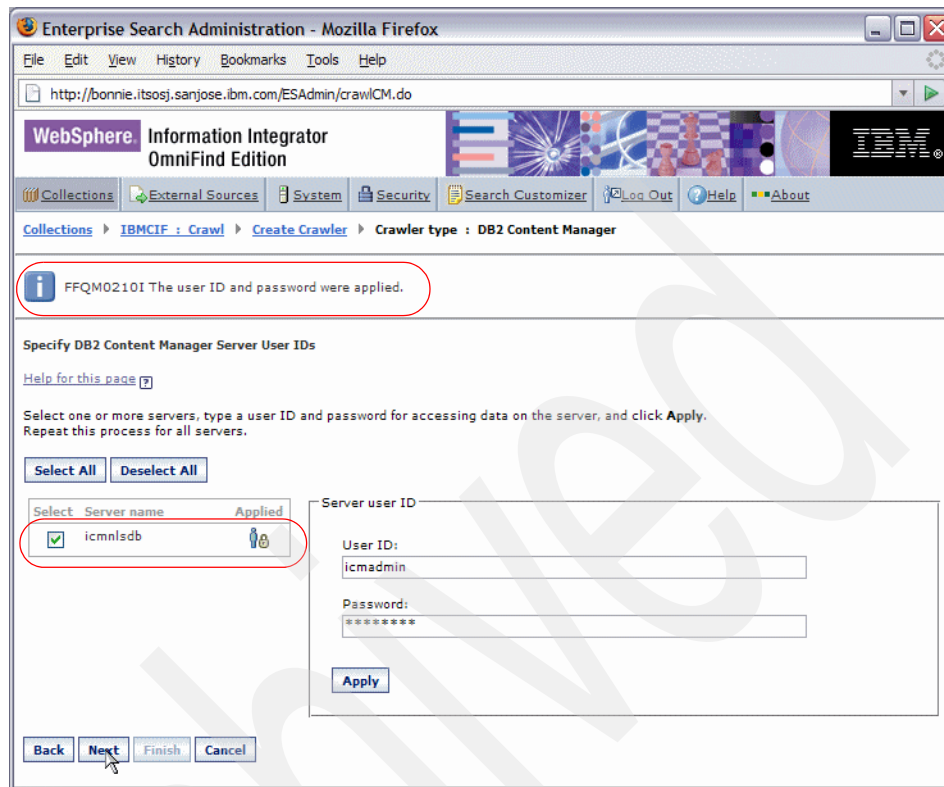 Enterprise Search Administration - Mozilla Firefox
File Edit View History Bookmarks Tools Help
http://bonnie.itsosj.sanjose.ibm.com/ESAdmin/crawlCM.do
WebSphere. Information Integrator
OmniFind Edition
IBM®
Collections External Sources System Security Search Customizer Log Out Help About
Collections IBMCIF : Crawl Create Crawler Crawler type : DB2 Content Manager
FFQM0210I The user ID and password were applied.
Specify DB2 Content Manager Server User IDs
Help for this page ?
Select one or more servers, type a user ID and password for accessing data on the server, and click Apply.
Repeat this process for all servers.
Select All Deselect All
Select Server name Applied
icmnlsdb
Server user ID
User ID:
icmadmin
Password:
********
Apply
Back Next Finish Cancel